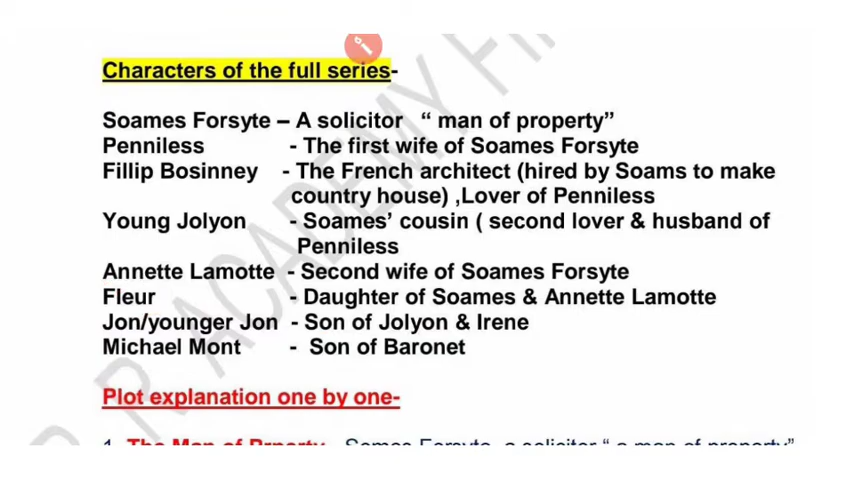 Characters of the full series-
Soames Forsyte – A solicitor “ man of property”
Penniless - The first wife of Soames Forsyte
Fillip Bosinney - The French architect (hired by Soams to make
country house) ,Lover of Penniless
Young Jolyon - Soames’ cousin ( second lover & husband of
Penniless
Annette Lamotte - Second wife of Soames Forsyte
Fleur - Daughter of Soames & Annette Lamotte
Jon/younger Jon - Son of Jolyon & Irene
Michael Mont - Son of Baronet
Plot explanation one by one-
1. The Man of Prperty - Somes Forsyte, a solicitor “ a man of property”
R ACADEMY